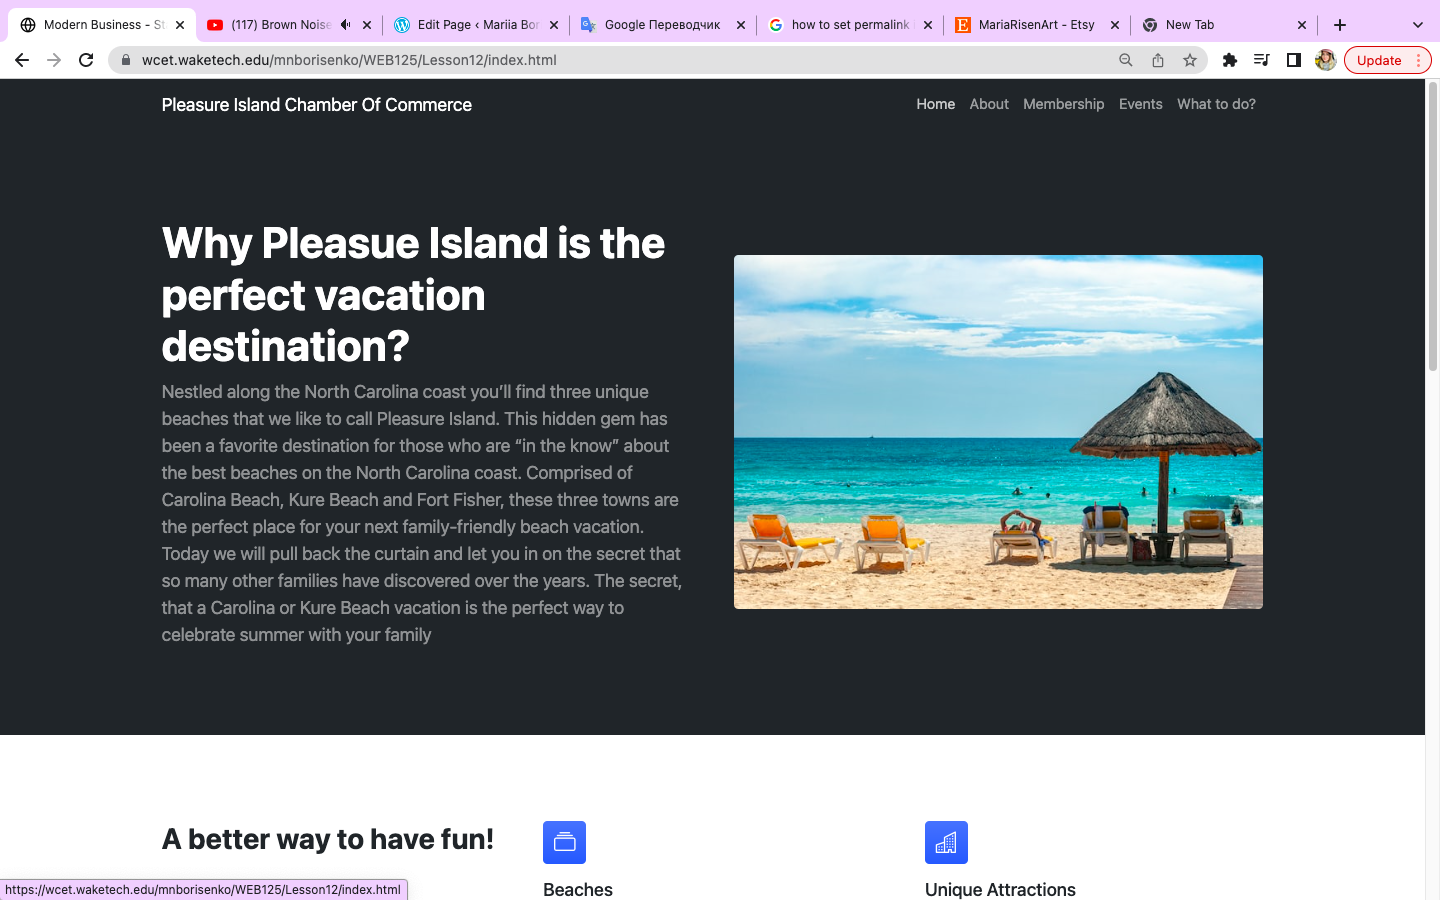 Modern Business - St
(117) Brown Noise
Edit Page ‹ Mariia Bor
Google Переводчик
how to set permalink
MariaRisenArt - Etsy
New Tab
wcet.waketech.edu/mnborisenko/WEB125/Lesson12/index.html
Update
Pleasure Island Chamber Of Commerce
Home About Membership Events What to do?
Why Pleasue Island is the
perfect vacation
destination?
Nestled along the North Carolina coast you’ll find three unique
beaches that we like to call Pleasure Island. This hidden gem has
been a favorite destination for those who are “in the know” about
the best beaches on the North Carolina coast. Comprised of
Carolina Beach, Kure Beach and Fort Fisher, these three towns are
the perfect place for your next family-friendly beach vacation.
Today we will pull back the curtain and let you in on the secret that
so many other families have discovered over the years. The secret,
that a Carolina or Kure Beach vacation is the perfect way to
celebrate summer with your family
A better way to have fun!
Beaches
Unique Attractions
https://wcet.waketech.edu/mnborisenko/WEB125/Lesson12/index.html